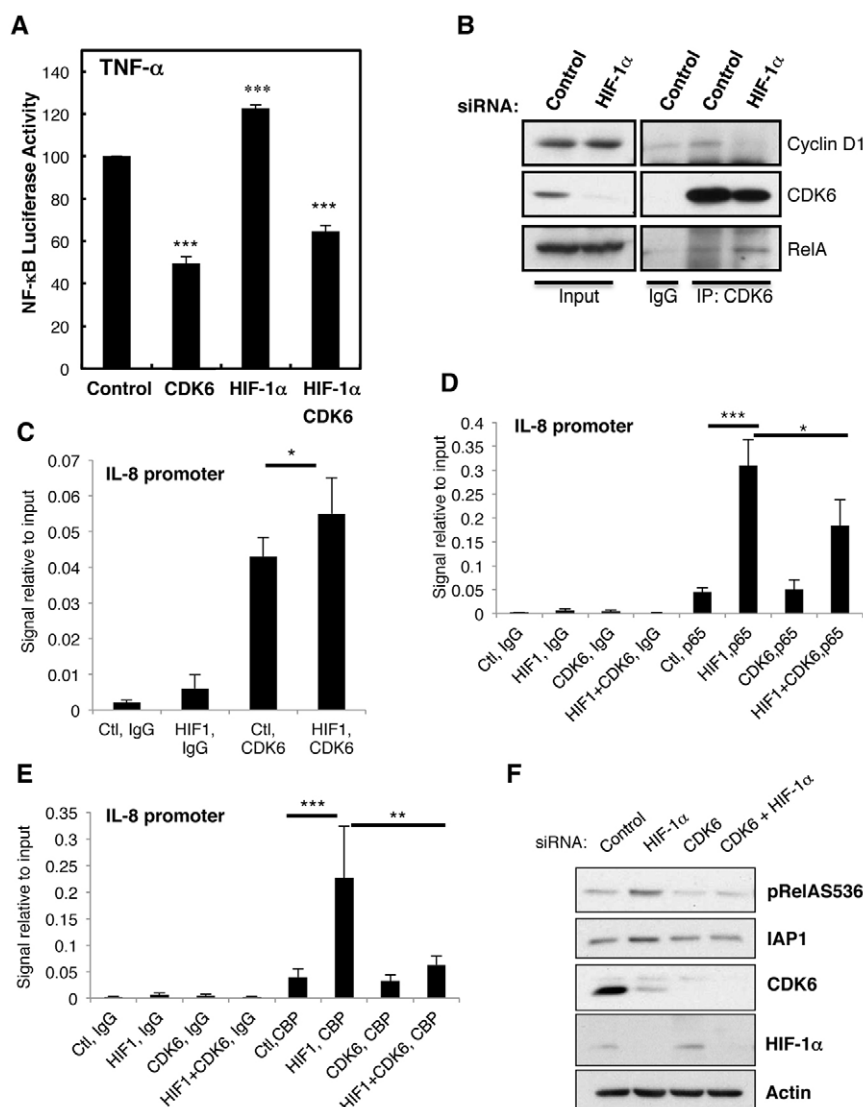 A
TNF-α
NF-κB Luciferase Activity
140
120
100
80
60
40
20
0
***
***
***
Control
CDK6
HIF-1α
HIF-1α
CDK6
B
siRNA:
Control
HIF-1α
Control
Control
HIF-1α
Cyclin D1
CDK6
RelA
Input
IgG
IP: CDK6
C
IL-8 promoter
Signal relative to input
0.07
0.06
0.05
0.04
0.03
0.02
0.01
0
*
Ctl, IgG
HIF1,
IgG
Ctl,
CDK6
HIF1,
CDK6
D
IL-8 promoter
Signal relative to input
0.4
0.35
0.3
0.25
0.2
0.15
0.1
0.05
0
***
*
Ctl, IgG
HIF1, IgG
CDK6, IgG
HIF1+CDK6, IgG
Ctl, p65
HIF1,p65
CDK6,p65
HIF1+CDK6,p65
E
IL-8 promoter
Signal relative to input
0.35
0.3
0.25
0.2
0.15
0.1
0.05
0
***
**
Ctl, IgG
HIF1, IgG
CDK6, IgG
HIF1+CDK6, IgG
Ctl,CBP
HIF1, CBP
CDK6, CBP
HIF1+CDK6, CBP
F
siRNA:
Control
HIF-1α
CDK6
CDK6 + HIF-1α
pRelAS536
IAP1
CDK6
HIF-1α
Actin